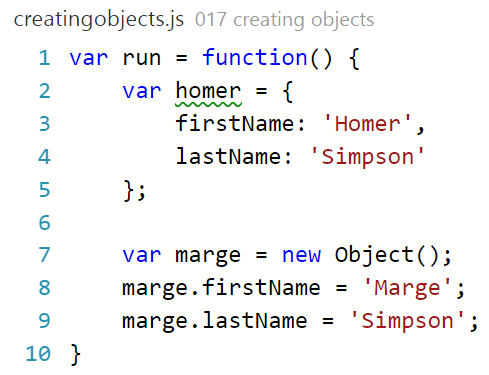 creatingobjects.js 017 creating objects
1 var run = function() {
2     var homer = {
3         firstName: 'Homer',
4         lastName: 'Simpson'
5     };
6
7     var marge = new Object();
8     marge.firstName = 'Marge';
9     marge.lastName = 'Simpson';
10 }